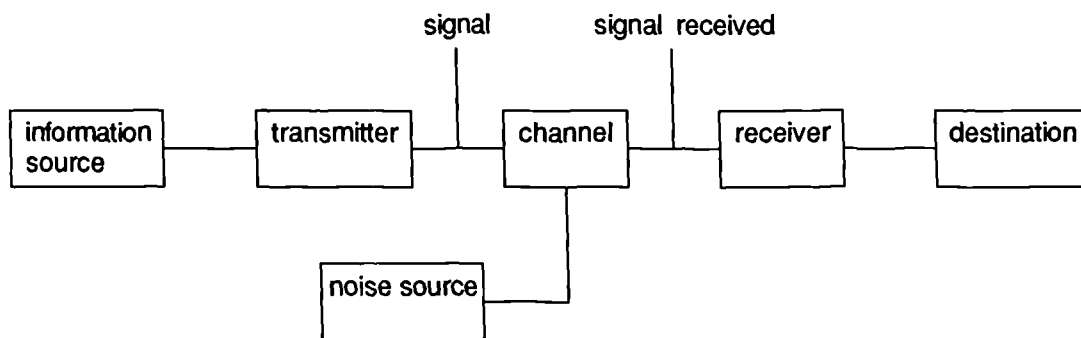 signal
signal received
information
source
transmitter
channel
receiver
destination
noise source